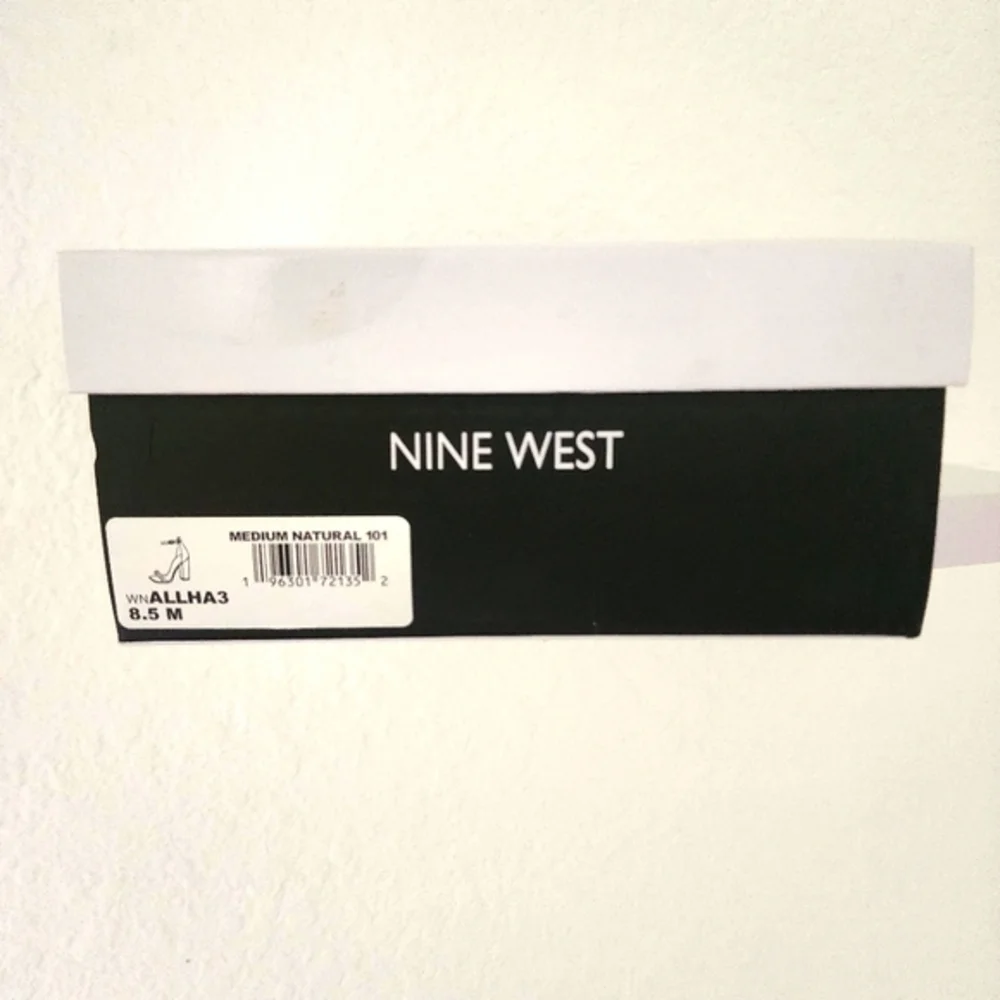 NINE WEST
MEDIUM NATURAL 101
1 96301 72135 2
WNALLHA3
8.5 M